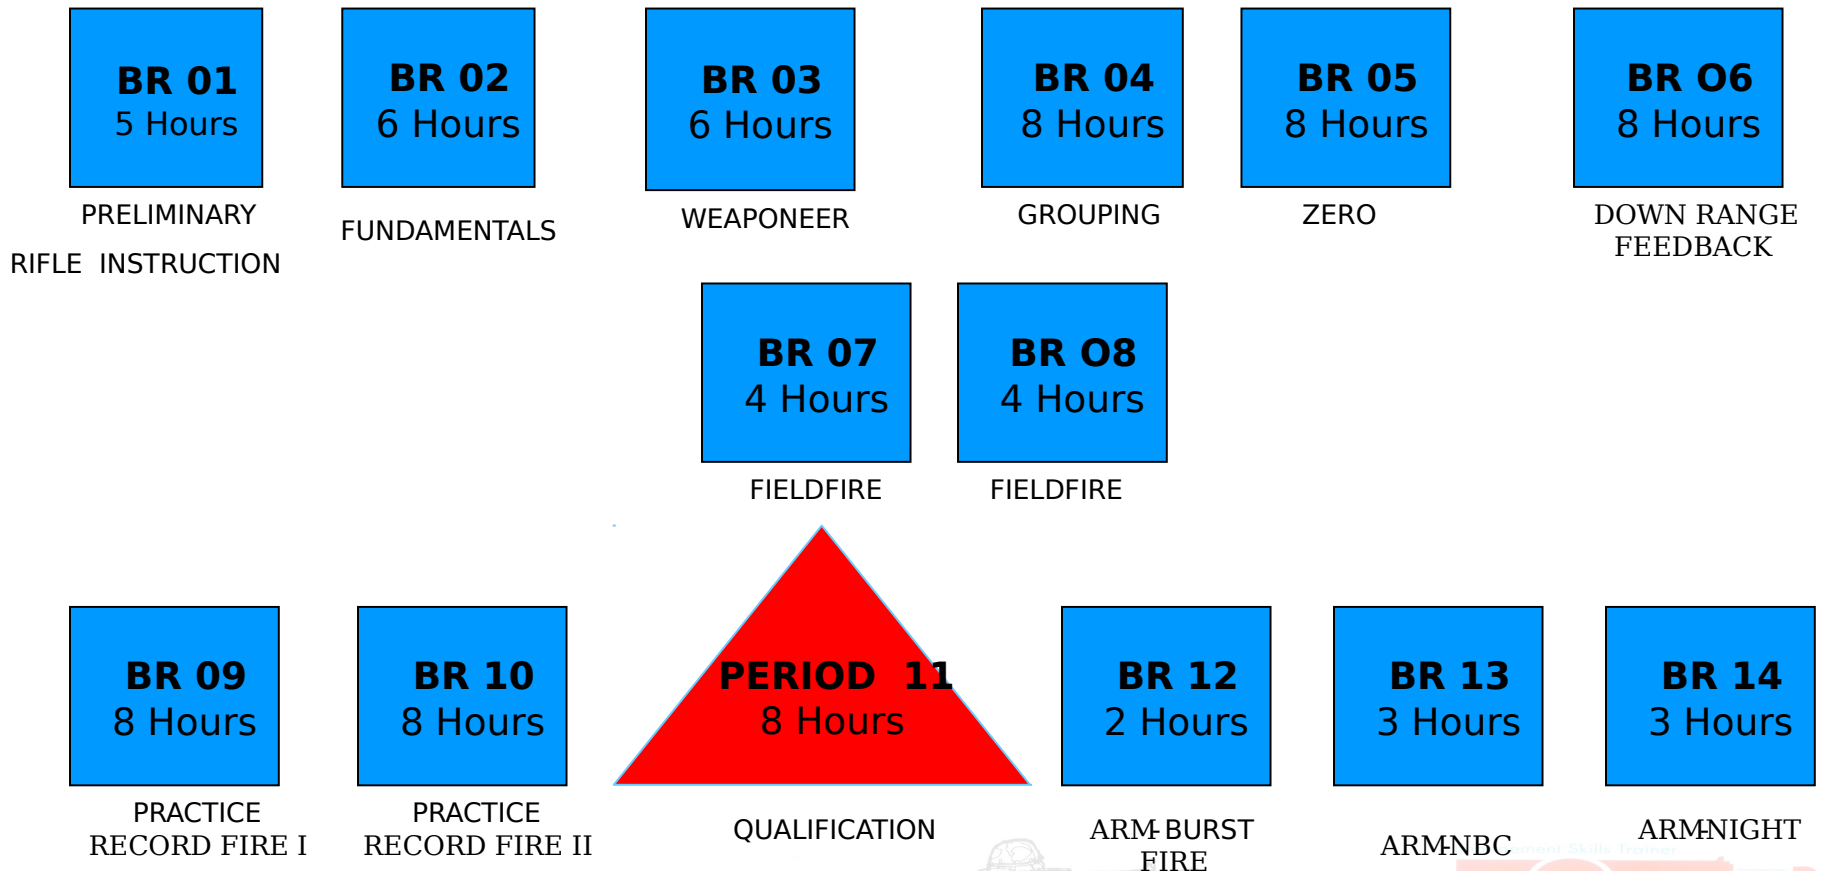 BR 01
5 Hours
BR 02
6 Hours
BR 03
6 Hours
BR 04
8 Hours
BR 05
8 Hours
BR O6
8 Hours
PRELIMINARY
RIFLE INSTRUCTION
FUNDAMENTALS
WEAPONEER
GROUPING
ZERO
DOWN RANGE
FEEDBACK
BR 07
4 Hours
BR O8
4 Hours
FIELDFIRE
FIELDFIRE
BR 09
8 Hours
BR 10
8 Hours
PERIOD 11
8 Hours
BR 12
2 Hours
BR 13
3 Hours
BR 14
3 Hours
PRACTICE
RECORD FIRE I
PRACTICE
RECORD FIRE II
QUALIFICATION
ARM-BURST
FIRE
ARM-NBC
ARM-NIGHT
Skills Trainer